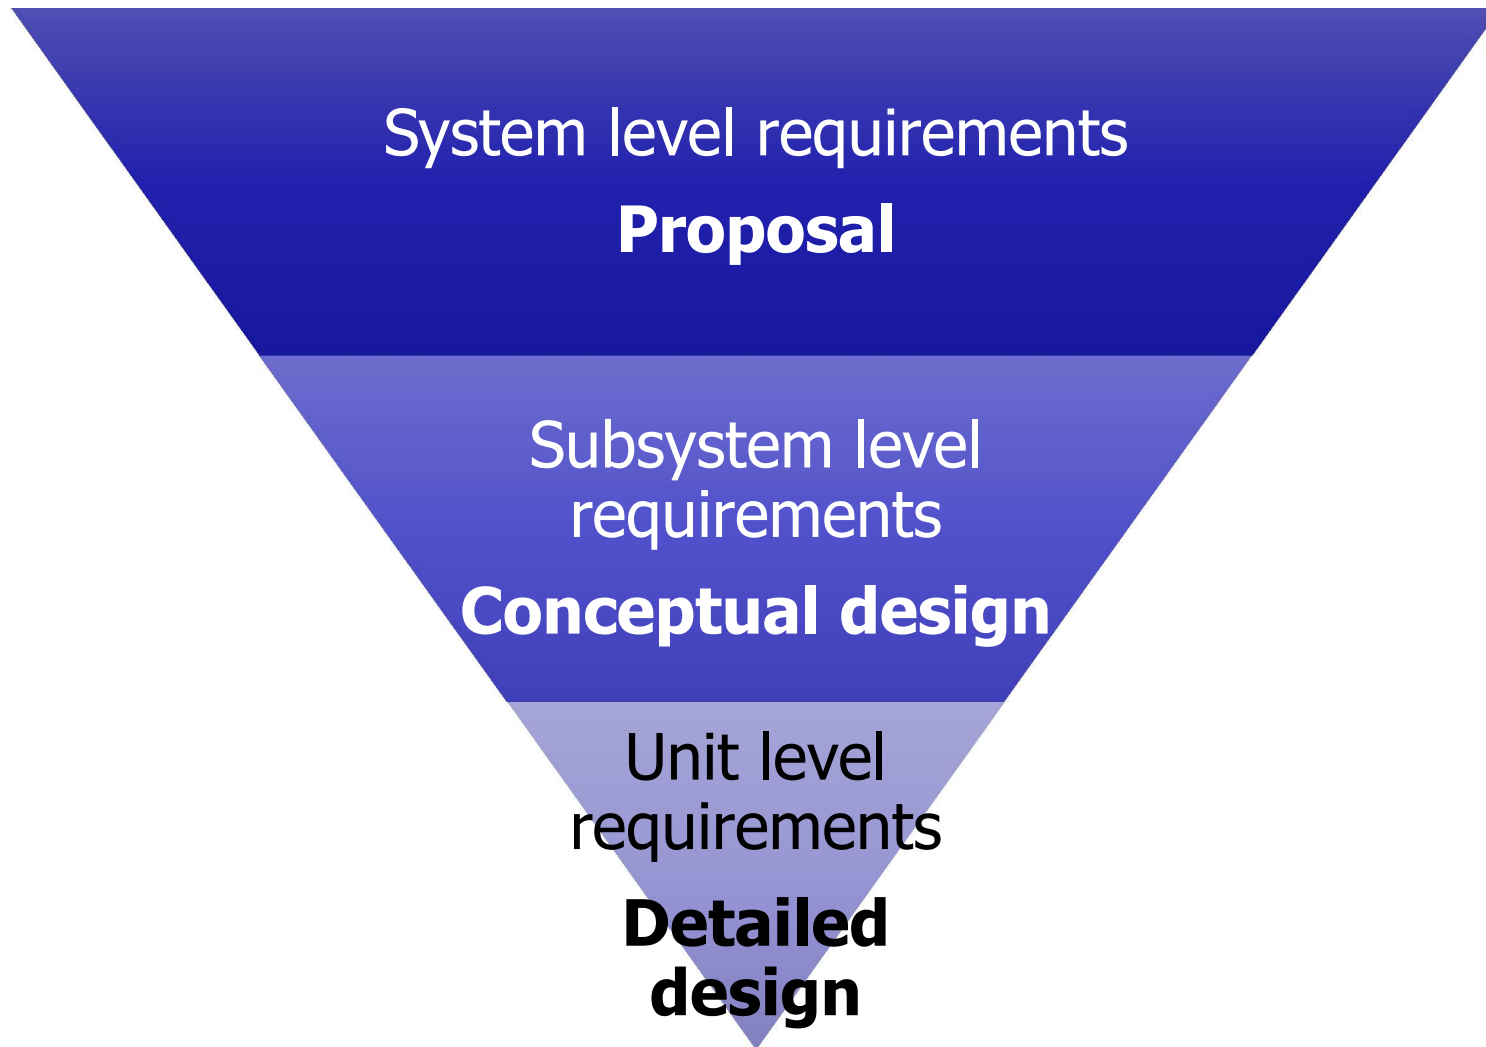 System level requirements
Proposal
Subsystem level
requirements
Conceptual design
Unit level
requirements
Detailed
design